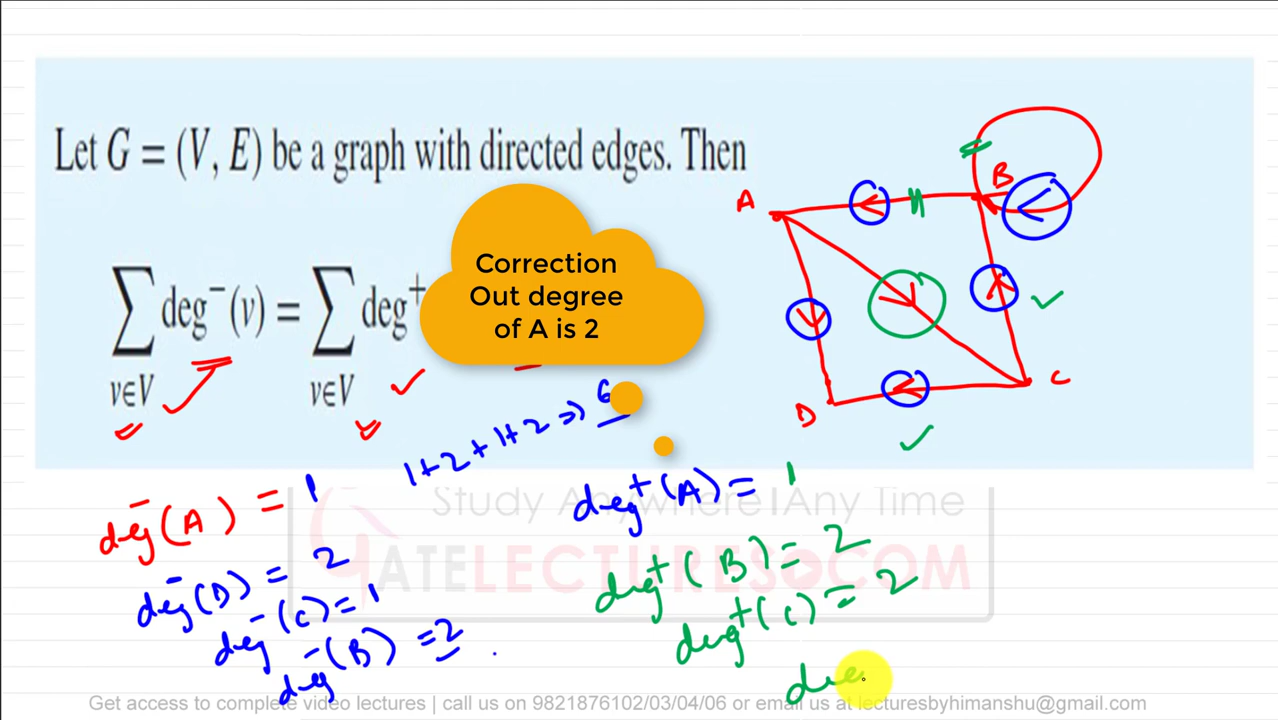 Let G = (V, E) be a graph with directed edges. Then
∑ deg⁻(v) = ∑ deg⁺
v∈V v∈V
Correction
Out degree
of A is 2
A
B
C
D
1+2+1+2 ⇒ 6
deg⁻(A) = 1
deg⁻(D) = 2
deg⁻(C) = 1
deg⁻(B) = 2
deg⁺(A) = 1
deg⁺(B) = 2
deg⁺(C) = 2
de
Study Anywhere Any Time
GATELECTURES.COM
Get access to complete video lectures | call us on 9821876102/03/04/06 or email us at lecturesbyhimanshu@gmail.com